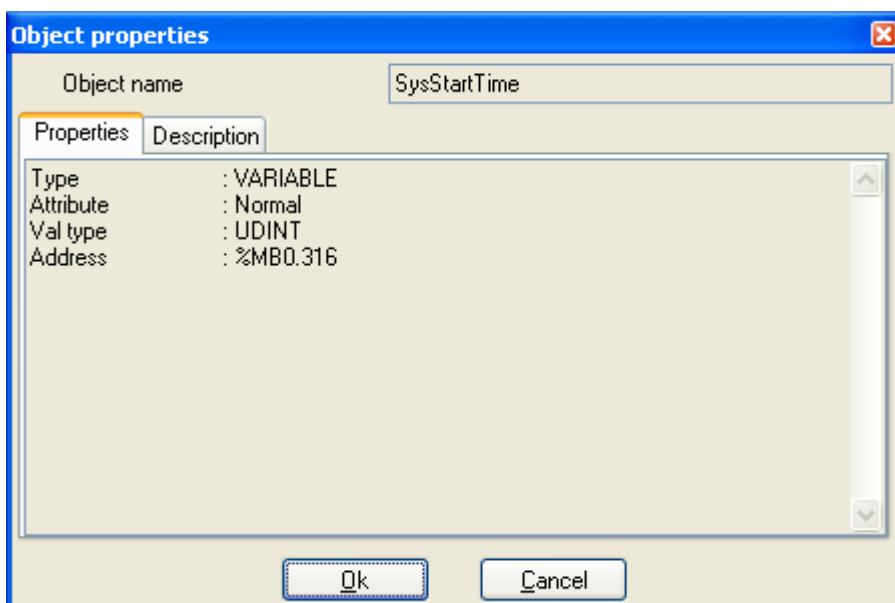 Object properties
Object name SysStartTime
Properties Description
Type : VARIABLE
Attribute : Normal
Val type : UDINT
Address : %MB0.316
Ok Cancel